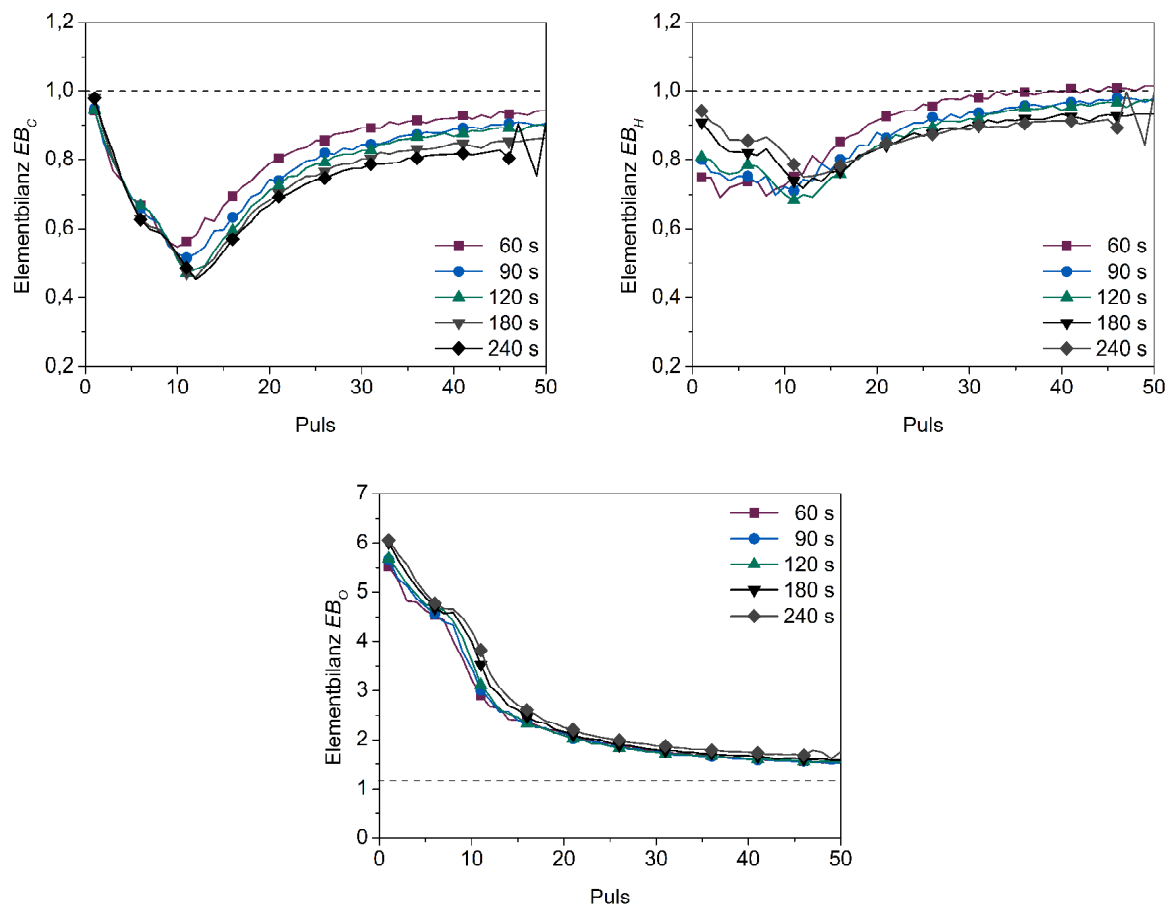 1,2
1,0
0,8
0,6
0,4
0,2
0 10 20 30 40 50
Elementbilanz EB_C
Puls
60 s
90 s
120 s
180 s
240 s
1,2
1,0
0,8
0,6
0,4
0,2
0 10 20 30 40 50
Elementbilanz EB_H
Puls
60 s
90 s
120 s
180 s
240 s
7
6
5
4
3
2
1
0
0 10 20 30 40 50
Elementbilanz EB_O
Puls
60 s
90 s
120 s
180 s
240 s